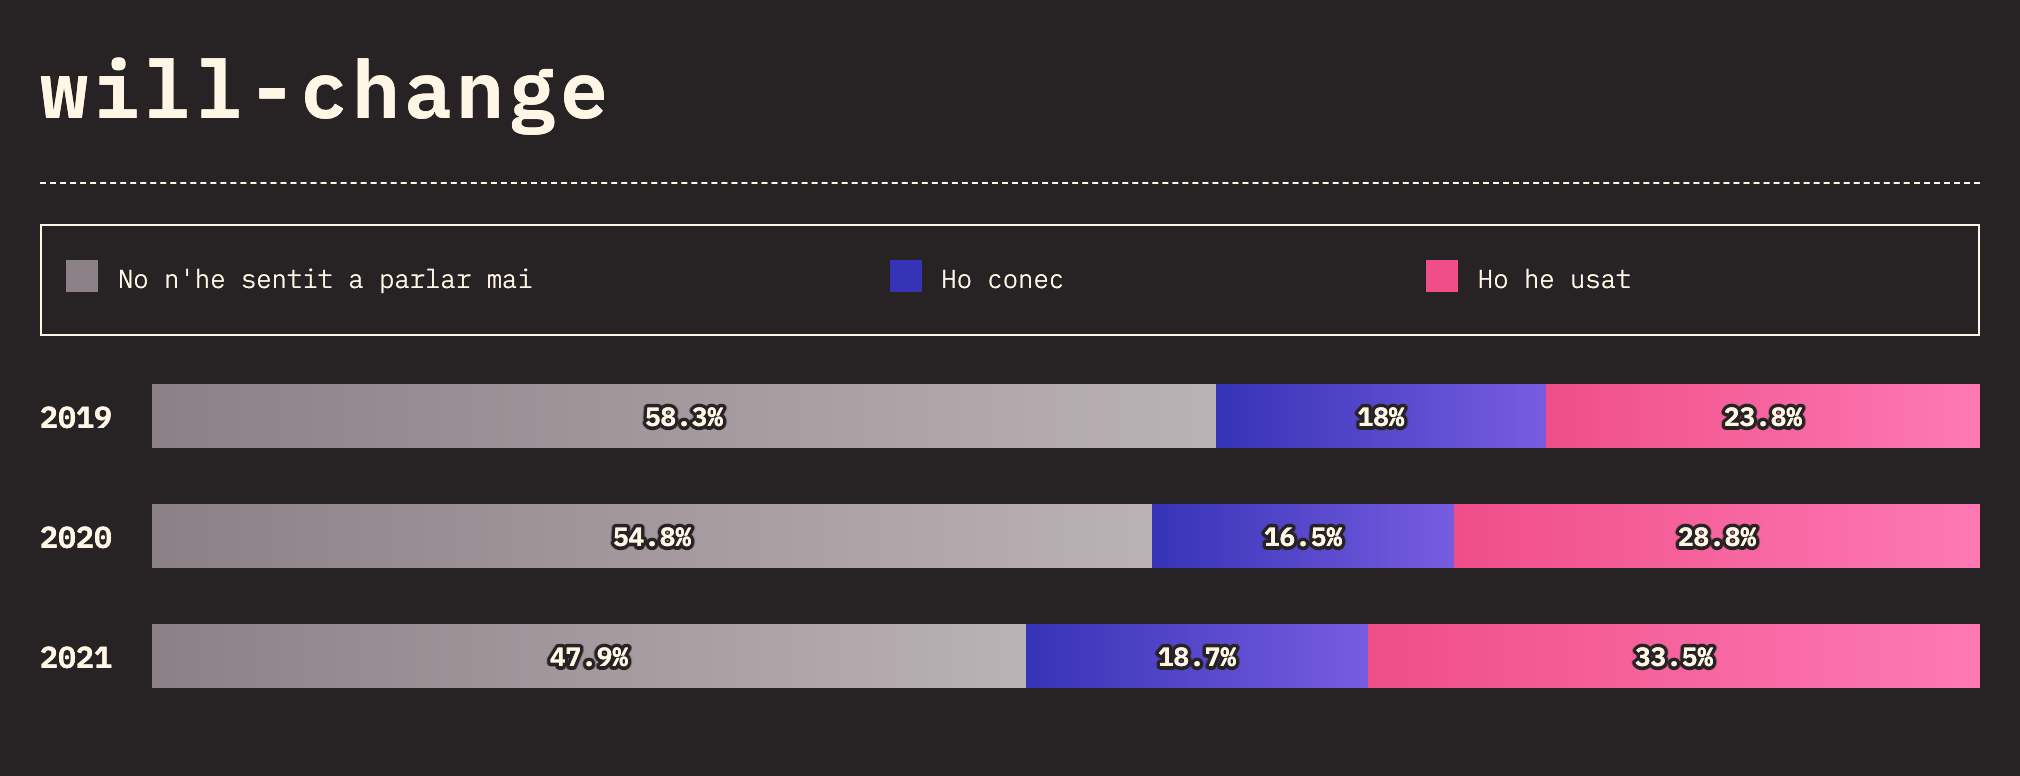 will-change
No n'he sentit a parlar mai Ho conec Ho he usat
2019 58.3% 18% 23.8%
2020 54.8% 16.5% 28.8%
2021 47.9% 18.7% 33.5%